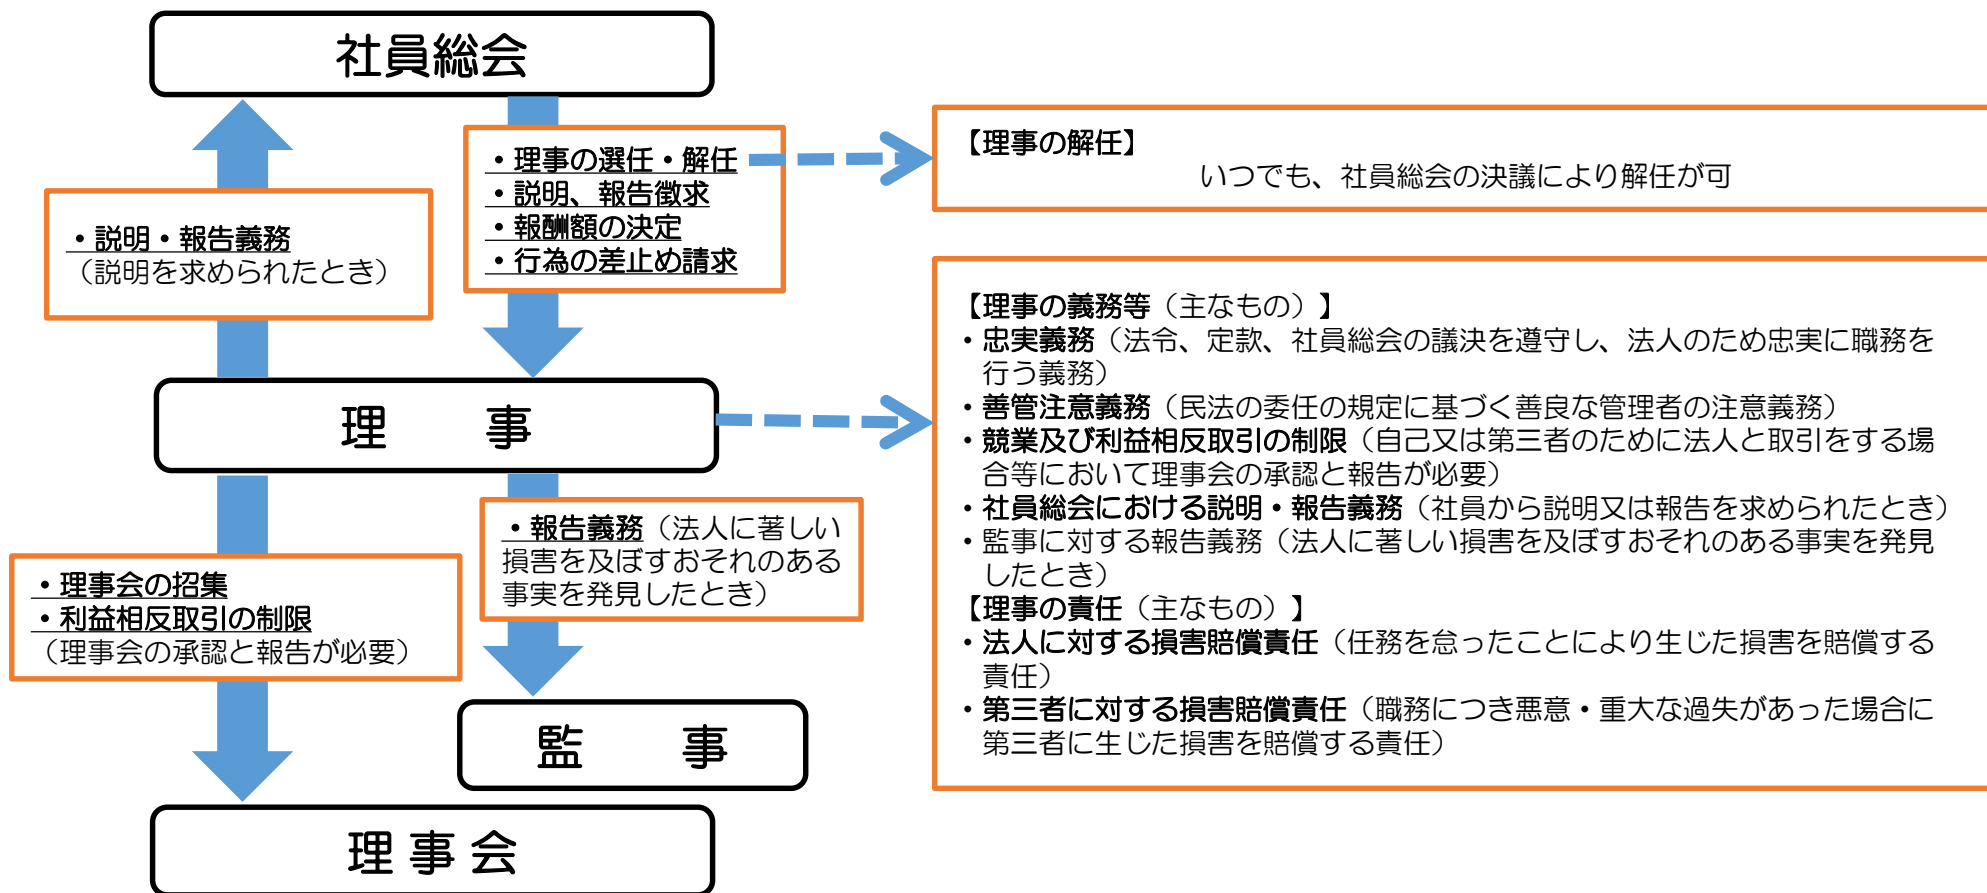 社員総会
・理事の選任・解任
・説明、報告徴求
・報酬額の決定
・行為の差止め請求
・説明・報告義務
（説明を求められたとき）
理　事
・報告義務（法人に著しい
損害を及ぼすおそれのある
事実を発見したとき）
・理事会の招集
・利益相反取引の制限
（理事会の承認と報告が必要）
監　事
理事会
【理事の解任】
いつでも、社員総会の決議により解任が可
【理事の義務等（主なもの）】
・忠実義務（法令、定款、社員総会の議決を遵守し、法人のため忠実に職務を
行う義務）
・善管注意義務（民法の委任の規定に基づく善良な管理者の注意義務）
・競業及び利益相反取引の制限（自己又は第三者のために法人と取引をする場
合等において理事会の承認と報告が必要）
・社員総会における説明・報告義務（社員から説明又は報告を求められたとき）
・監事に対する報告義務（法人に著しい損害を及ぼすおそれのある事実を発見
したとき）
【理事の責任（主なもの）】
・法人に対する損害賠償責任（任務を怠ったことにより生じた損害を賠償する
責任）
・第三者に対する損害賠償責任（職務につき悪意・重大な過失があった場合に
第三者に生じた損害を賠償する責任）